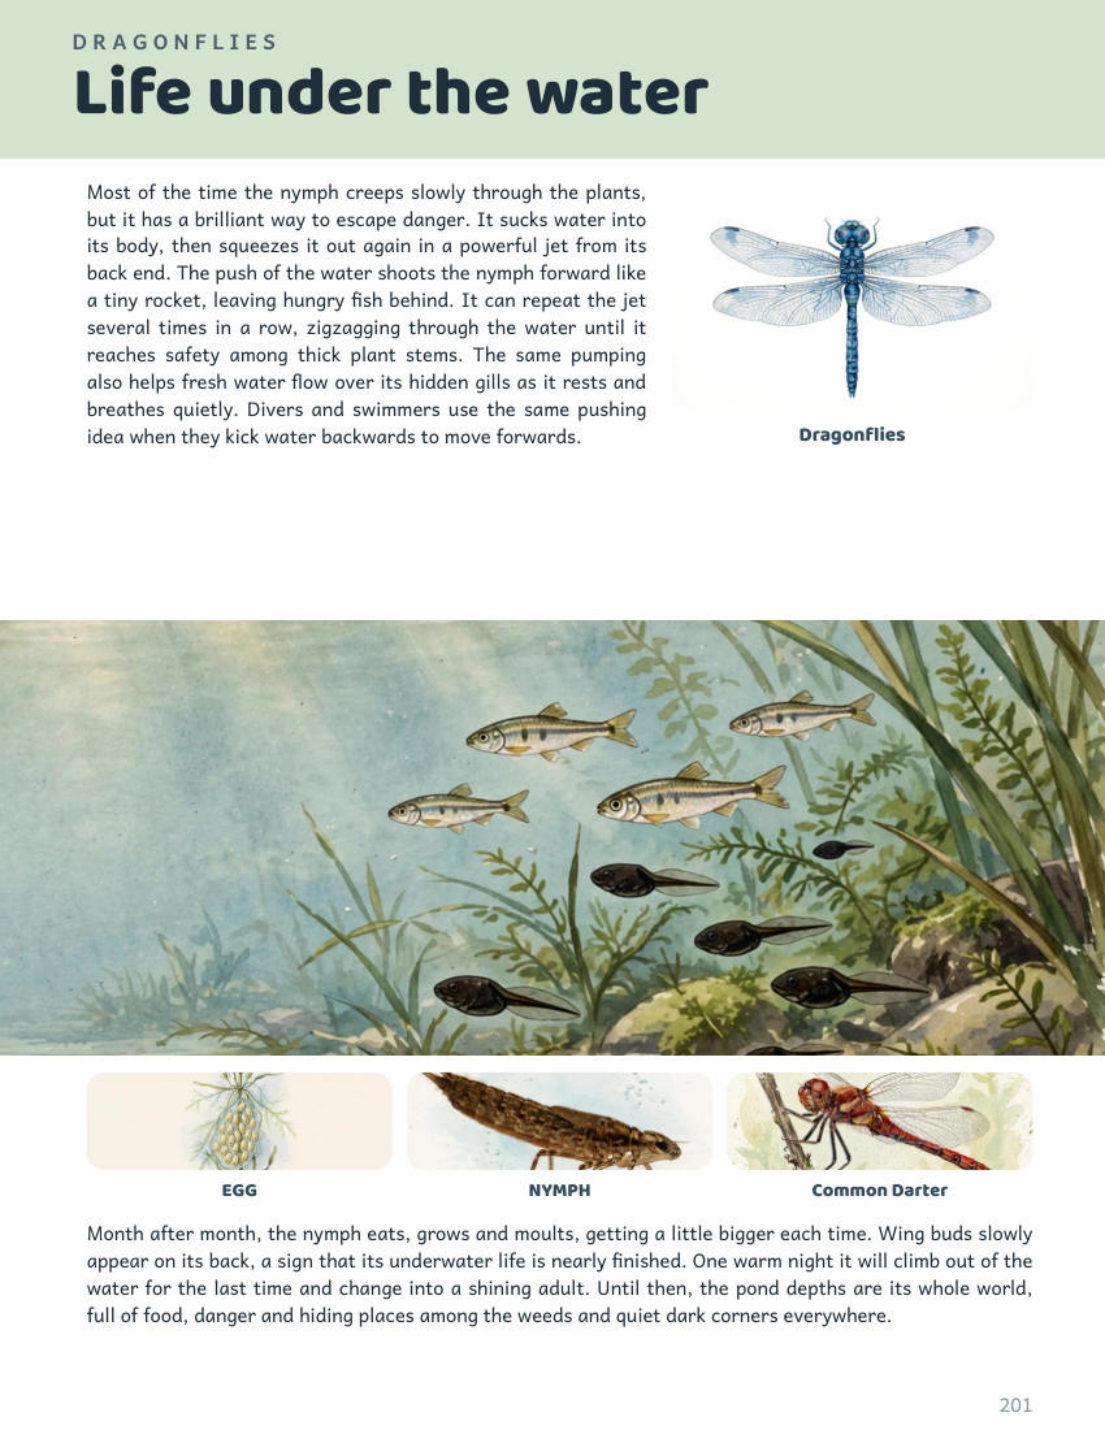 DRAGONFLIES
Life under the water
Most of the time the nymph creeps slowly through the plants,
but it has a brilliant way to escape danger. It sucks water into
its body, then squeezes it out again in a powerful jet from its
back end. The push of the water shoots the nymph forward like
a tiny rocket, leaving hungry fish behind. It can repeat the jet
several times in a row, zigzagging through the water until it
reaches safety among thick plant stems. The same pumping
also helps fresh water flow over its hidden gills as it rests and
breathes quietly. Divers and swimmers use the same pushing
idea when they kick water backwards to move forwards.
Dragonflies
EGG
NYMPH
Common Darter
Month after month, the nymph eats, grows and moults, getting a little bigger each time. Wing buds slowly
appear on its back, a sign that its underwater life is nearly finished. One warm night it will climb out of the
water for the last time and change into a shining adult. Until then, the pond depths are its whole world,
full of food, danger and hiding places among the weeds and quiet dark corners everywhere.
201